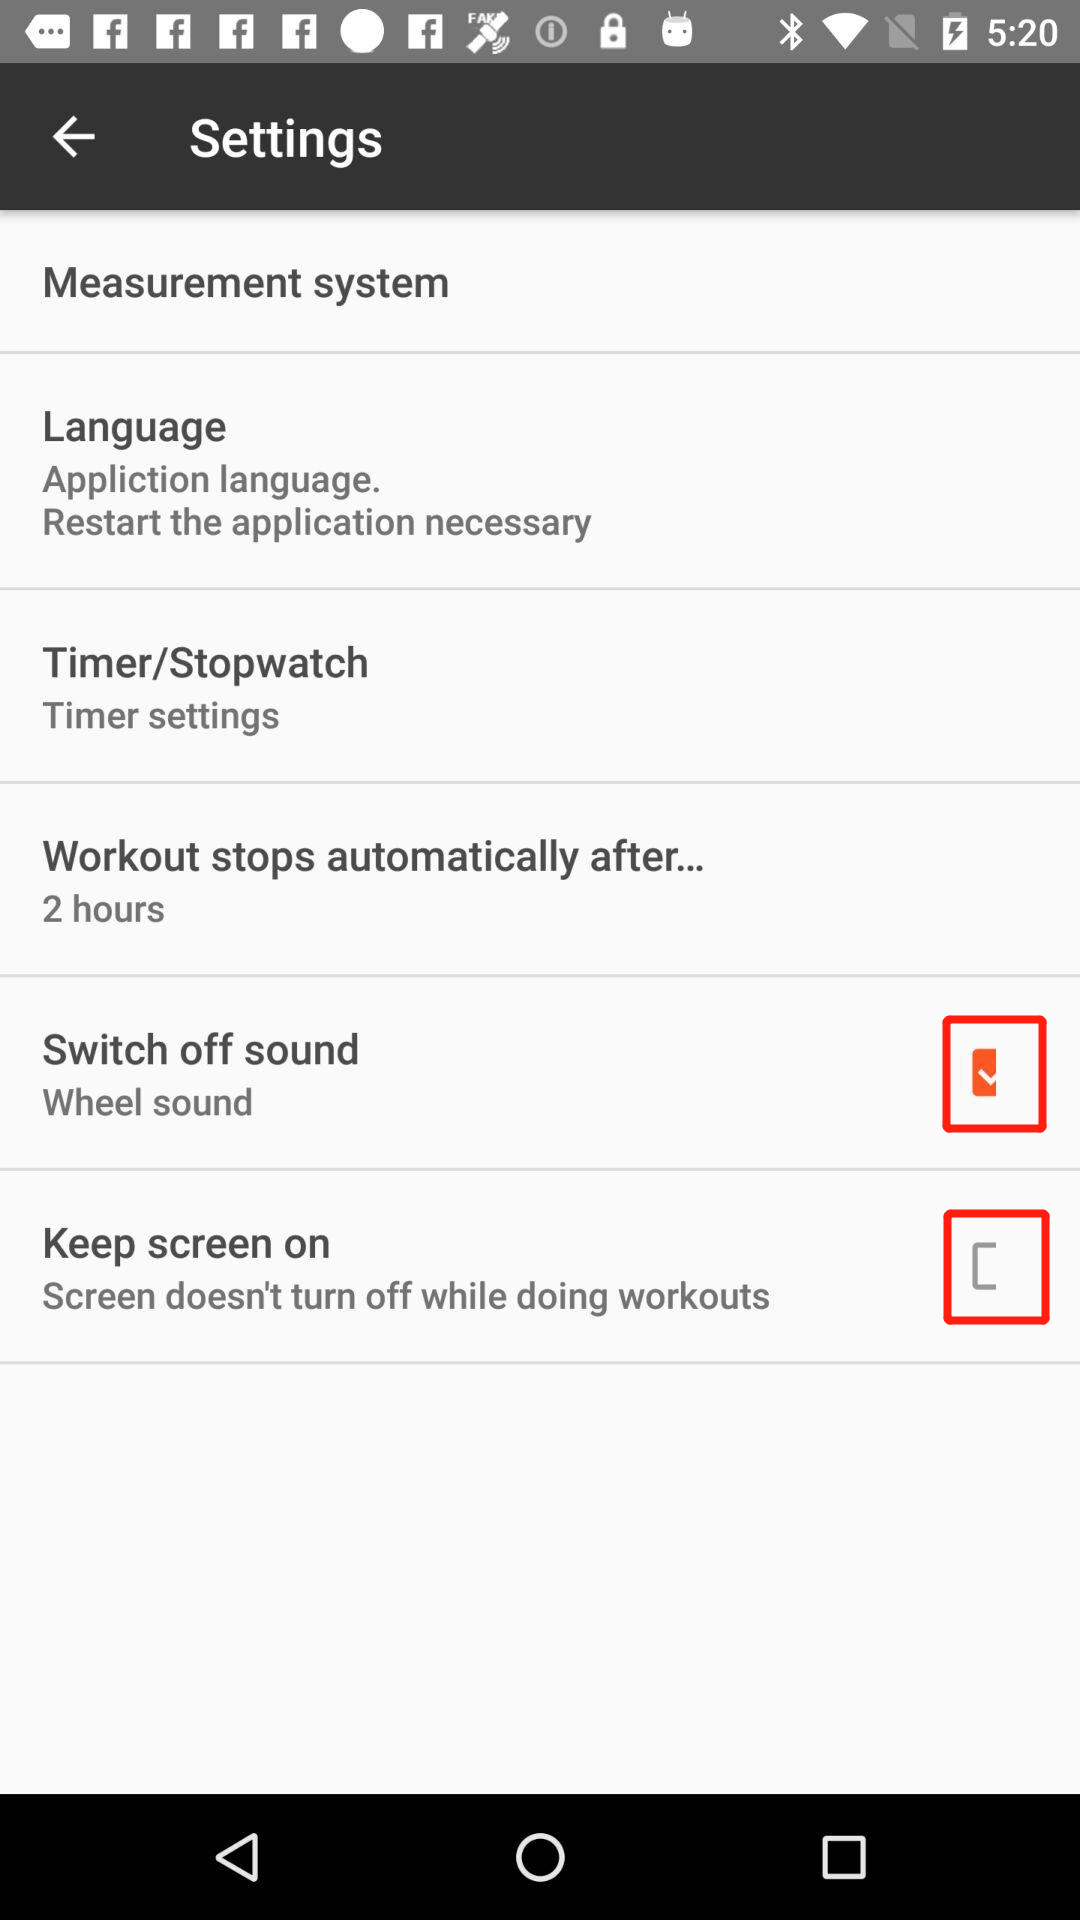 FAKE
5:20
Settings
Measurement system
Language
Appliction language.
Restart the application necessary
Timer/Stopwatch
Timer settings
Workout stops automatically after...
2 hours
Switch off sound
Wheel sound
Keep screen on
Screen doesn't turn off while doing workouts